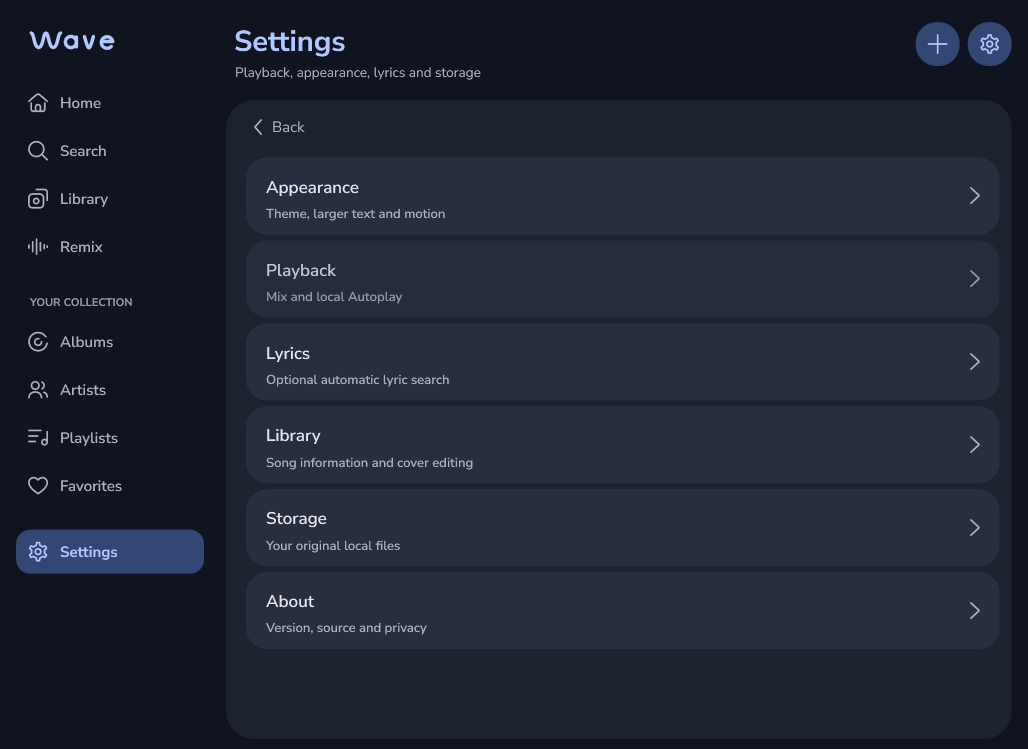 Wave
Home
Search
Library
Remix
YOUR COLLECTION
Albums
Artists
Playlists
Favorites
Settings
Settings
Playback, appearance, lyrics and storage
Back
Appearance
Theme, larger text and motion
Playback
Mix and local Autoplay
Lyrics
Optional automatic lyric search
Library
Song information and cover editing
Storage
Your original local files
About
Version, source and privacy